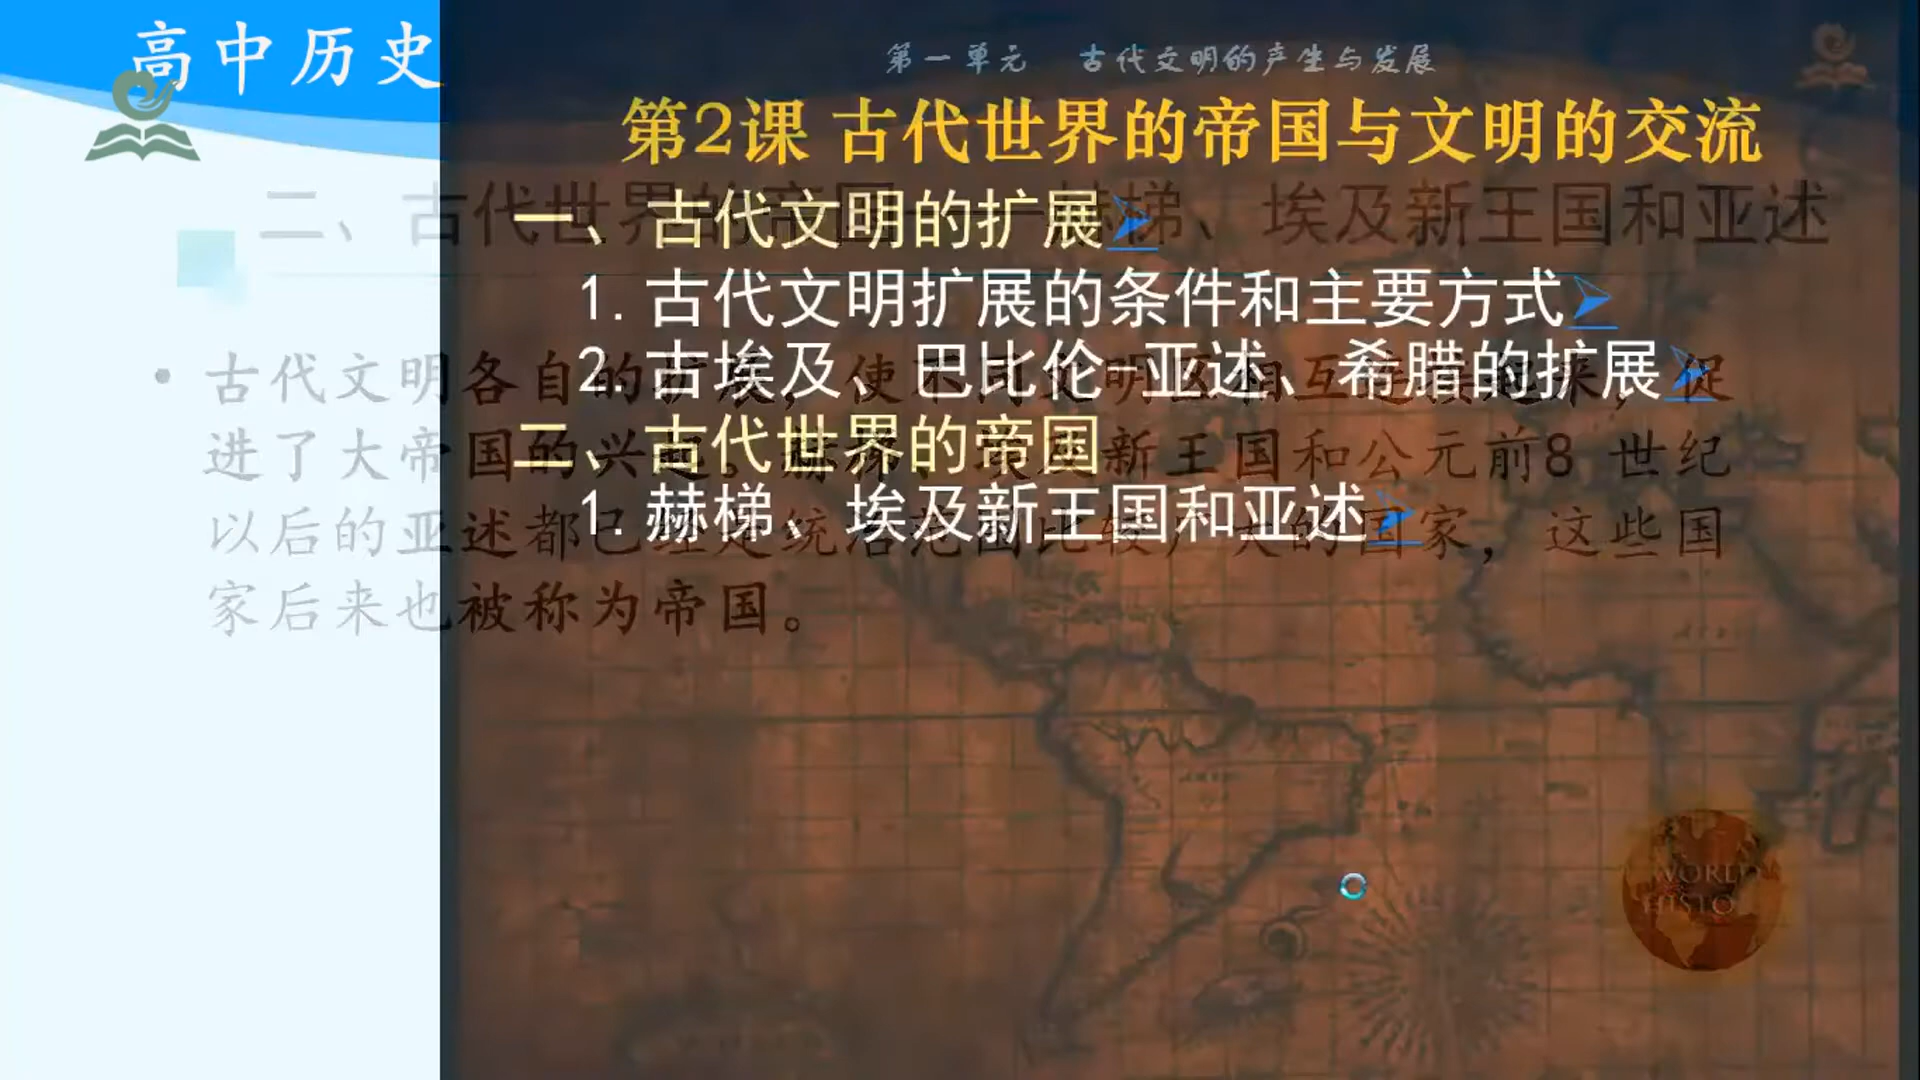 高中历史
第一单元 古代文明的产生与发展
第2课 古代世界的帝国与文明的交流
一、古代文明的扩展
二、古代世界的帝国 赫梯、埃及新王国和亚述
1.古代文明扩展的条件和主要方式
2.古埃及、巴比伦-亚述、希腊的扩展
古代文明各自的扩展，使不同文明区相互连接起来，促
二、古代世界的帝国
进了大帝国的兴起。赫梯、埃及新王国和公元前8 世纪
1.赫梯、埃及新王国和亚述
以后的亚述都已经是统治范围比较广大的国家，这些国
家后来也被称为帝国。
WORLD
HISTO